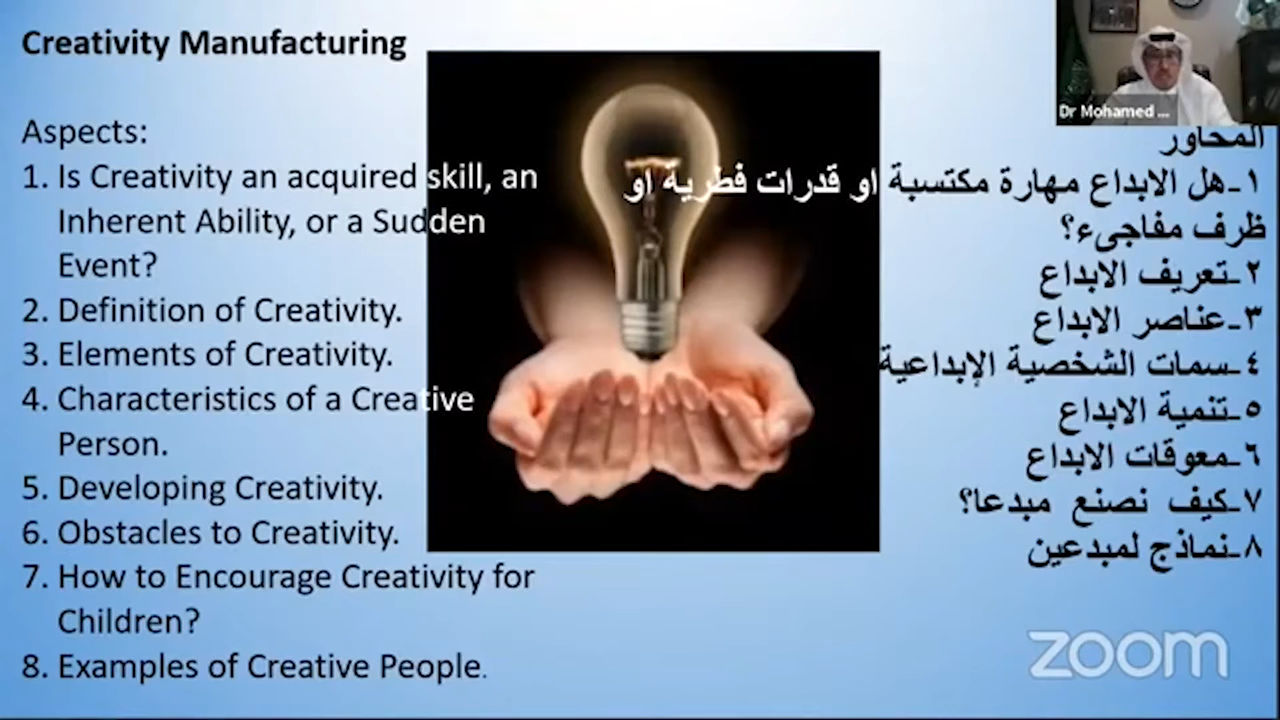 Creativity Manufacturing
Aspects:
1. Is Creativity an acquired skill, an
Inherent Ability, or a Sudden
Event?
2. Definition of Creativity.
3. Elements of Creativity.
4. Characteristics of a Creative
Person.
5. Developing Creativity.
6. Obstacles to Creativity.
7. How to Encourage Creativity for
Children?
8. Examples of Creative People.
Dr Mohamed ...
المحاور
١-هل الابداع مهارة مكتسبة او قدرات فطرية او
ظرف مفاجىء؟
٢-تعريف الابداع
٣-عناصر الابداع
٤-سمات الشخصية الإبداعية
٥-تنمية الابداع
٦-معوقات الابداع
٧-كيف نصنع مبدعا؟
٨-نماذج لمبدعين
zoom